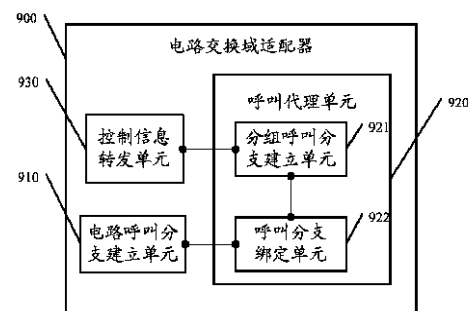 900
电路交换域适配器
930
呼叫代理单元
920
控制信息
转发单元
分组呼叫分
支建立单元
921
910
电路呼叫分
支建立单元
呼叫分支
绑定单元
922